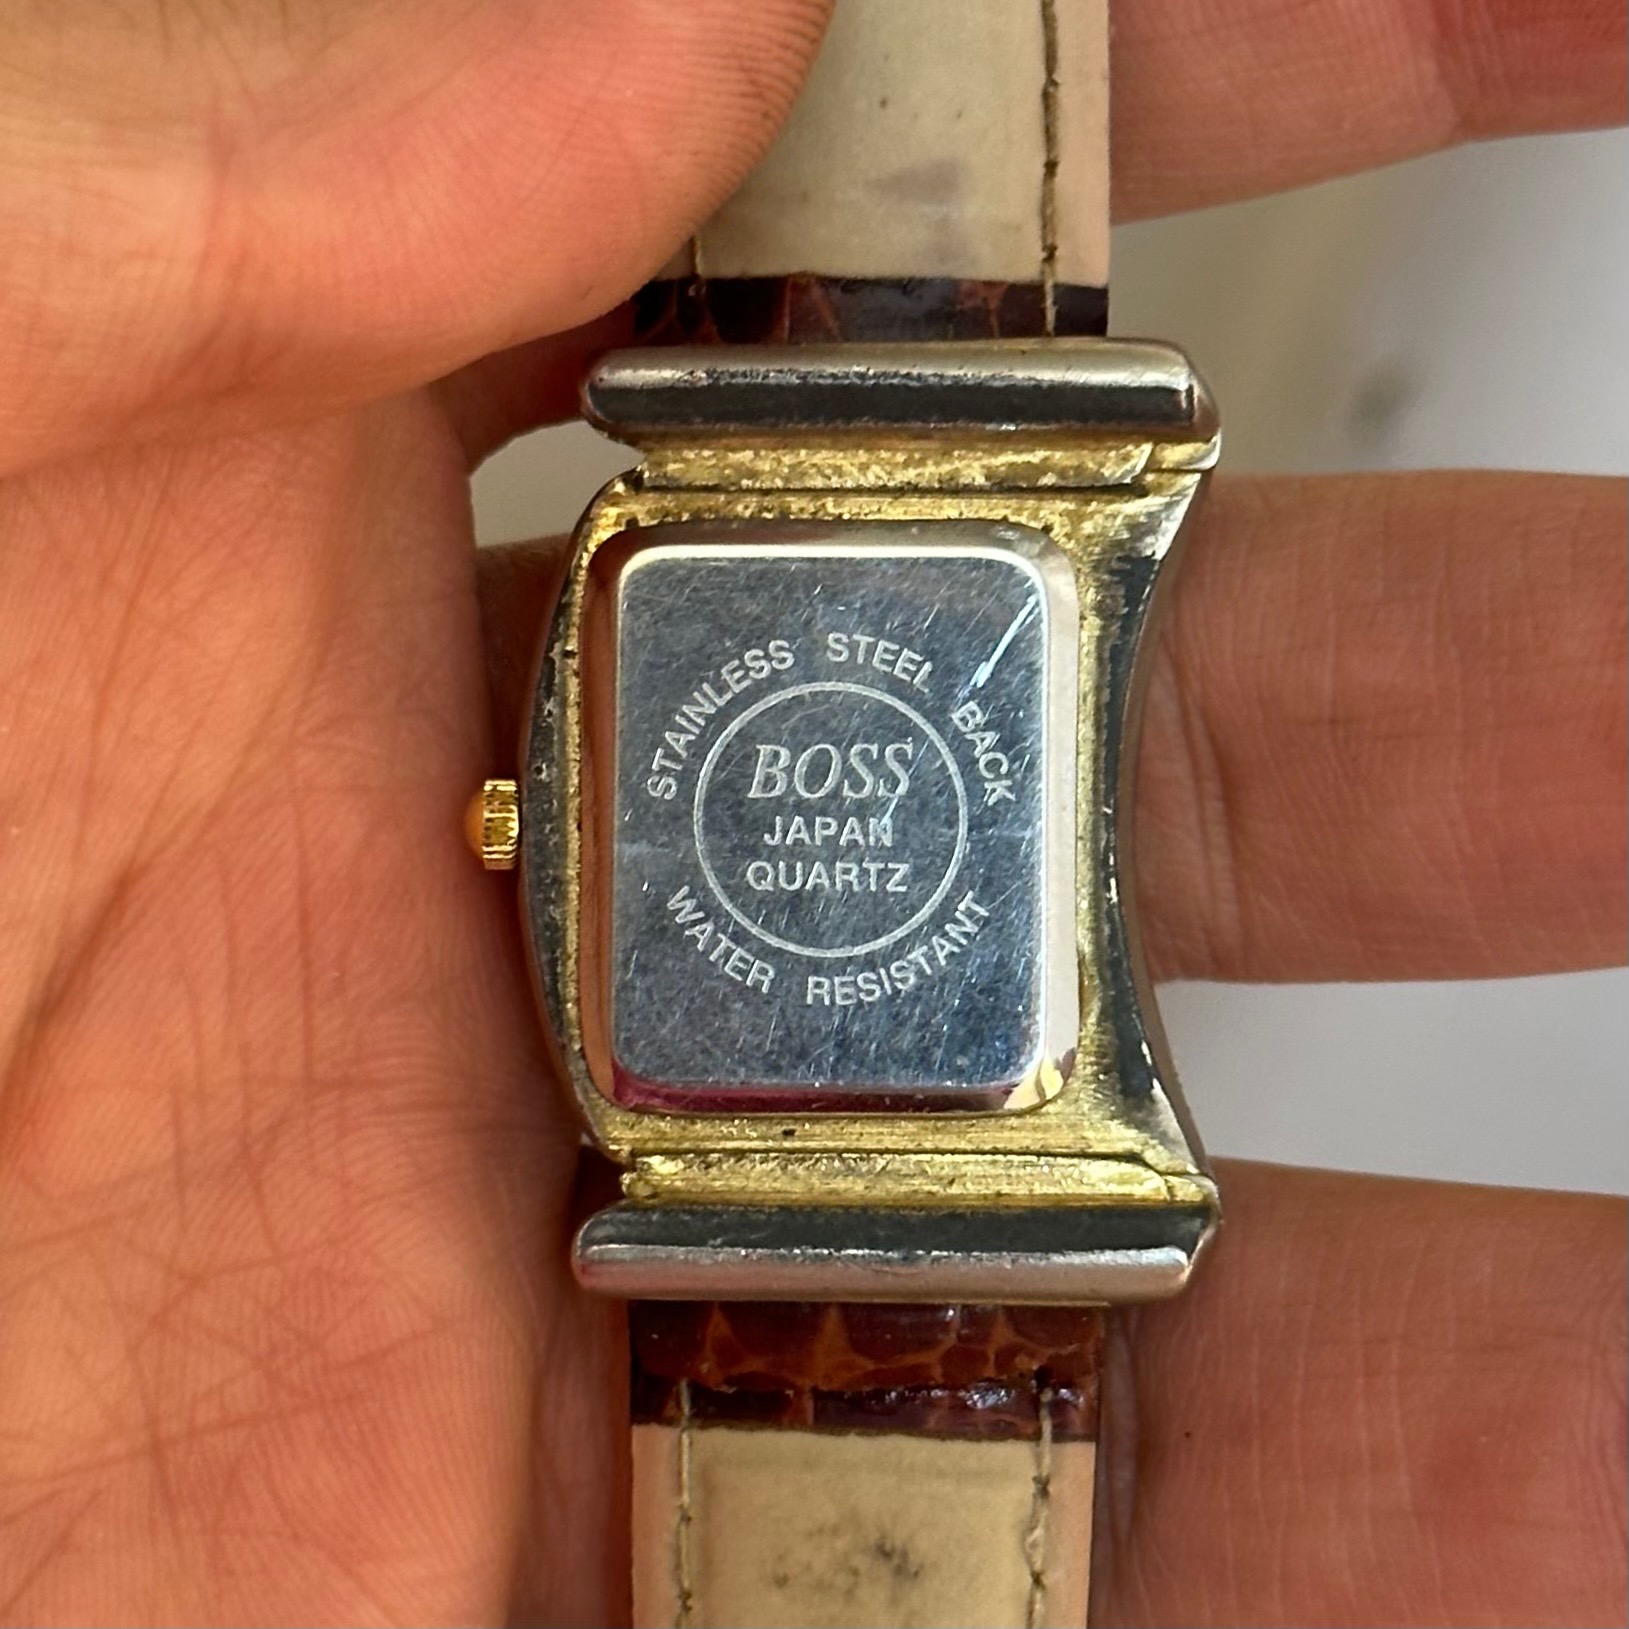 STAINLESS STEEL BACK
BOSS
JAPAN
QUARTZ
WATER RESISTANT